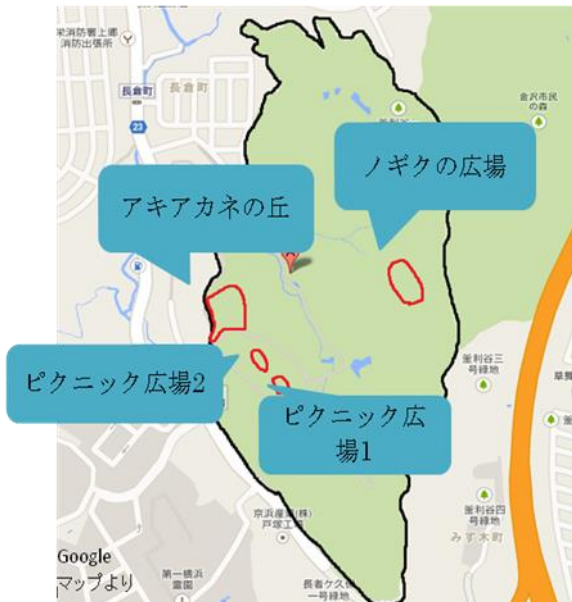 栄消防署上郷
消防出張所
長倉町
長倉町
23
金沢市民
の森
釜利谷
ノギクの広場
アキアカネの丘
ピクニック広場2
ピクニック広
場1
釜利谷三
号緑地
京浜産業(株)
戸塚工
釜利谷四
号緑地
みず木町
Google
マップより
第一横浜
霊園
長者ケ久保
一号緑地